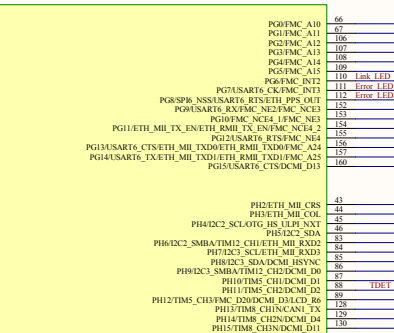 PG0/FMC_A10 66
PG1/FMC_A11 67
PG2/FMC_A12 106
PG3/FMC_A13 107
PG4/FMC_A14 108
PG5/FMC_A15 109
PG6/FMC_INT2 110 Link_LED
PG7/USART6_CK/FMC_INT3 111 Error_LED
PG8/SPI6_NSS/USART6_RTS/ETH_PPS_OUT 112 Error_LED
PG9/USART6_RX/FMC_NE2/FMC_NCE3 152
PG10/FMC_NCE4_1/FMC_NE3 153
PG11/ETH_MII_TX_EN/ETH_RMII_TX_EN/FMC_NCE4_2 154
PG12/USART6_RTS/FMC_NE4 155
PG13/USART6_CTS/ETH_MII_TXD0/ETH_RMII_TXD0/FMC_A24 156
PG14/USART6_TX/ETH_MII_TXD1/ETH_RMII_TXD1/FMC_A25 157
PG15/USART6_CTS/DCMI_D13 160
PH2/ETH_MII_CRS 43
PH3/ETH_MII_COL 44
PH4/I2C2_SCL/OTG_HS_ULPI_NXT 45
PH5/I2C2_SDA 46
PH6/I2C2_SMBA/TIM12_CH1/ETH_MII_RXD2 83
PH7/I2C3_SCL/ETH_MII_RXD3 84
PH8/I2C3_SDA/DCMI_HSYNC 85
PH9/I2C3_SMBA/TIM12_CH2/DCMI_D0 86
PH10/TIM5_CH1/DCMI_D1 87
PH11/TIM5_CH2/DCMI_D2 88 TDET
PH12/TIM5_CH3/FMC_D20/DCMI_D3/LCD_R6 89
PH13/TIM8_CH1N/CAN1_TX 128
PH14/TIM8_CH2N/DCMI_D4 129
PH15/TIM8_CH3N/DCMI_D11 130